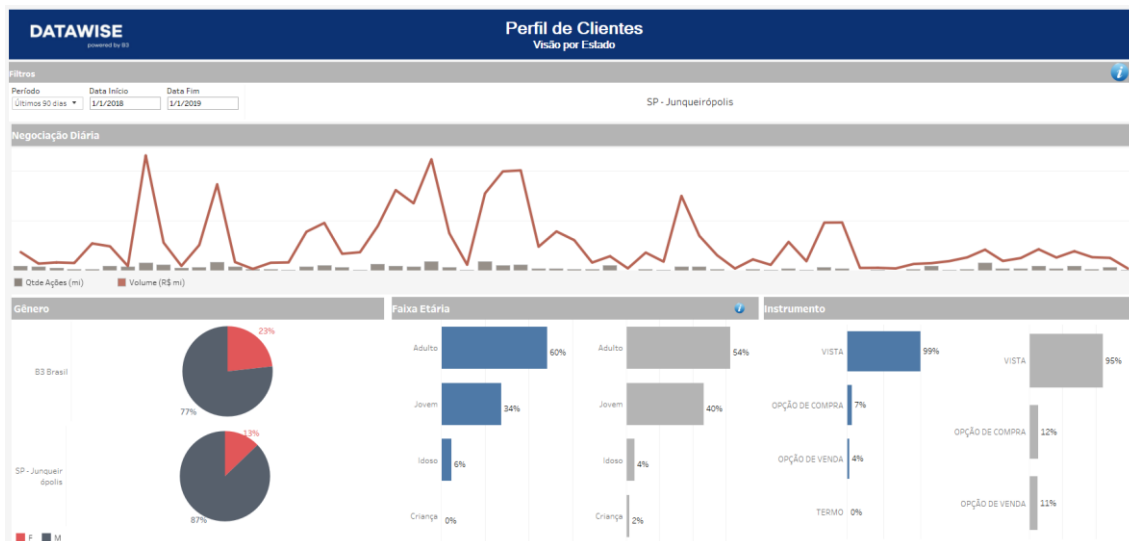 DATAWISE
powered by B3
Perfil de Clientes
Visão por Estado
Filtros
i
Período
Data Início
Data Fim
Últimos 90 dias
1/1/2018
1/1/2019
SP - Junqueirópolis
Negociação Diária
Qtde Ações (mi)
Volume (R$ mi)
Gênero
B3 Brasil
23%
77%
SP - Junqueir
ópolis
13%
87%
F
M
Faixa Etária
i
Adulto
60%
Jovem
34%
Idoso
6%
Criança
0%
Adulto
54%
Jovem
40%
Idoso
4%
Criança
2%
Instrumento
VISTA
99%
OPÇÃO DE COMPRA
7%
OPÇÃO DE VENDA
4%
TERMO
0%
VISTA
95%
OPÇÃO DE COMPRA
12%
OPÇÃO DE VENDA
11%